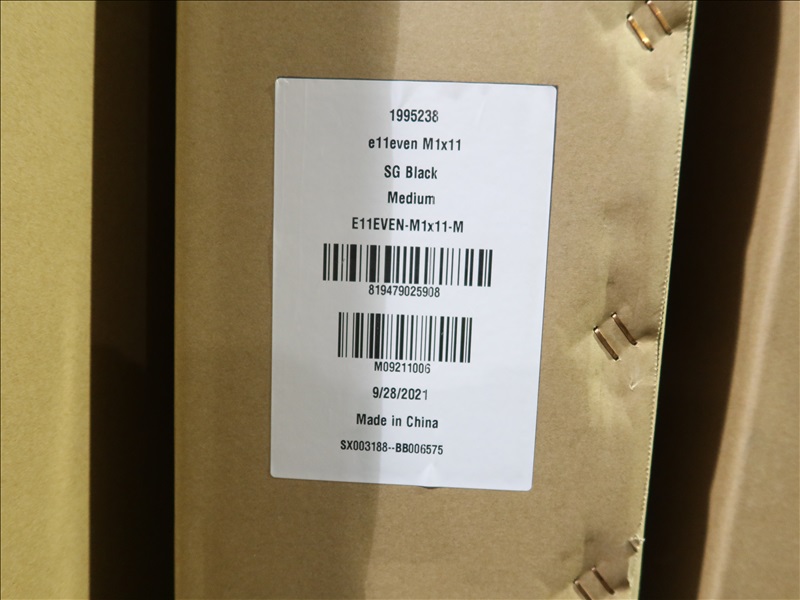 1995238
e11even M1x11
SG Black
Medium
E11EVEN-M1x11-M
819479025908
M09211006
9/28/2021
Made in China
SX003188--BB006575